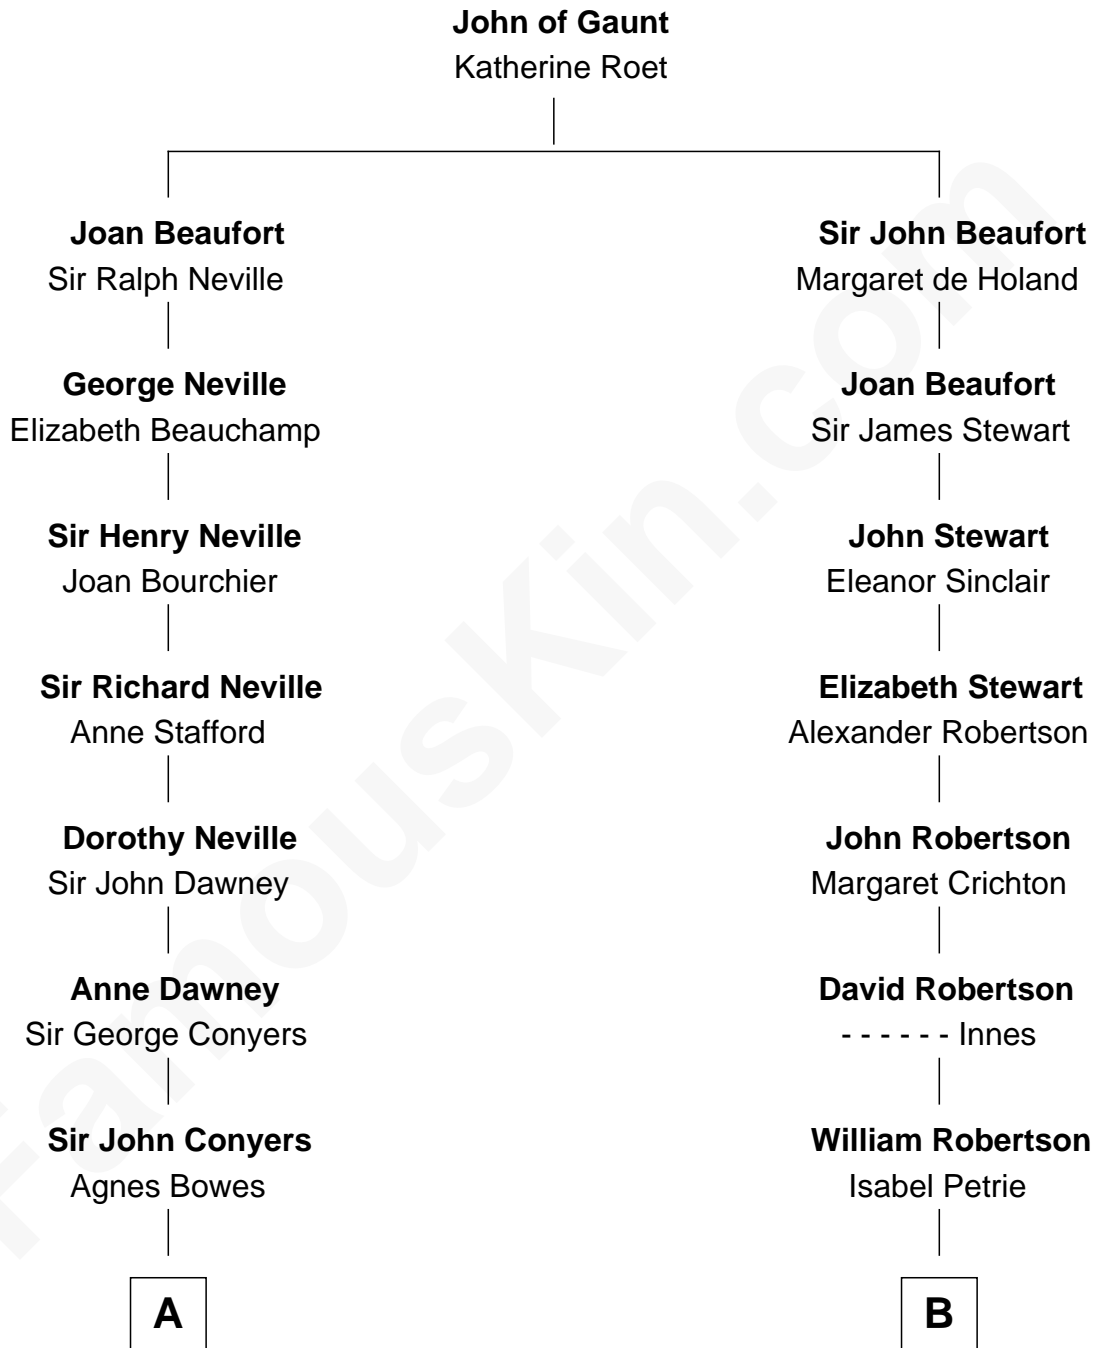 John of Gaunt
Katherine Roet
Joan Beaufort
Sir Ralph Neville
George Neville
Elizabeth Beauchamp
Sir Henry Neville
Joan Bourchier
Sir Richard Neville
Anne Stafford
Dorothy Neville
Sir John Dawney
Anne Dawney
Sir George Conyers
Sir John Conyers
Agnes Bowes
A
Sir John Beaufort
Margaret de Holand
Joan Beaufort
Sir James Stewart
John Stewart
Eleanor Sinclair
Elizabeth Stewart
Alexander Robertson
John Robertson
Margaret Crichton
David Robertson
- - - - - - Innes
William Robertson
Isabel Petrie
B
FamousKin.com